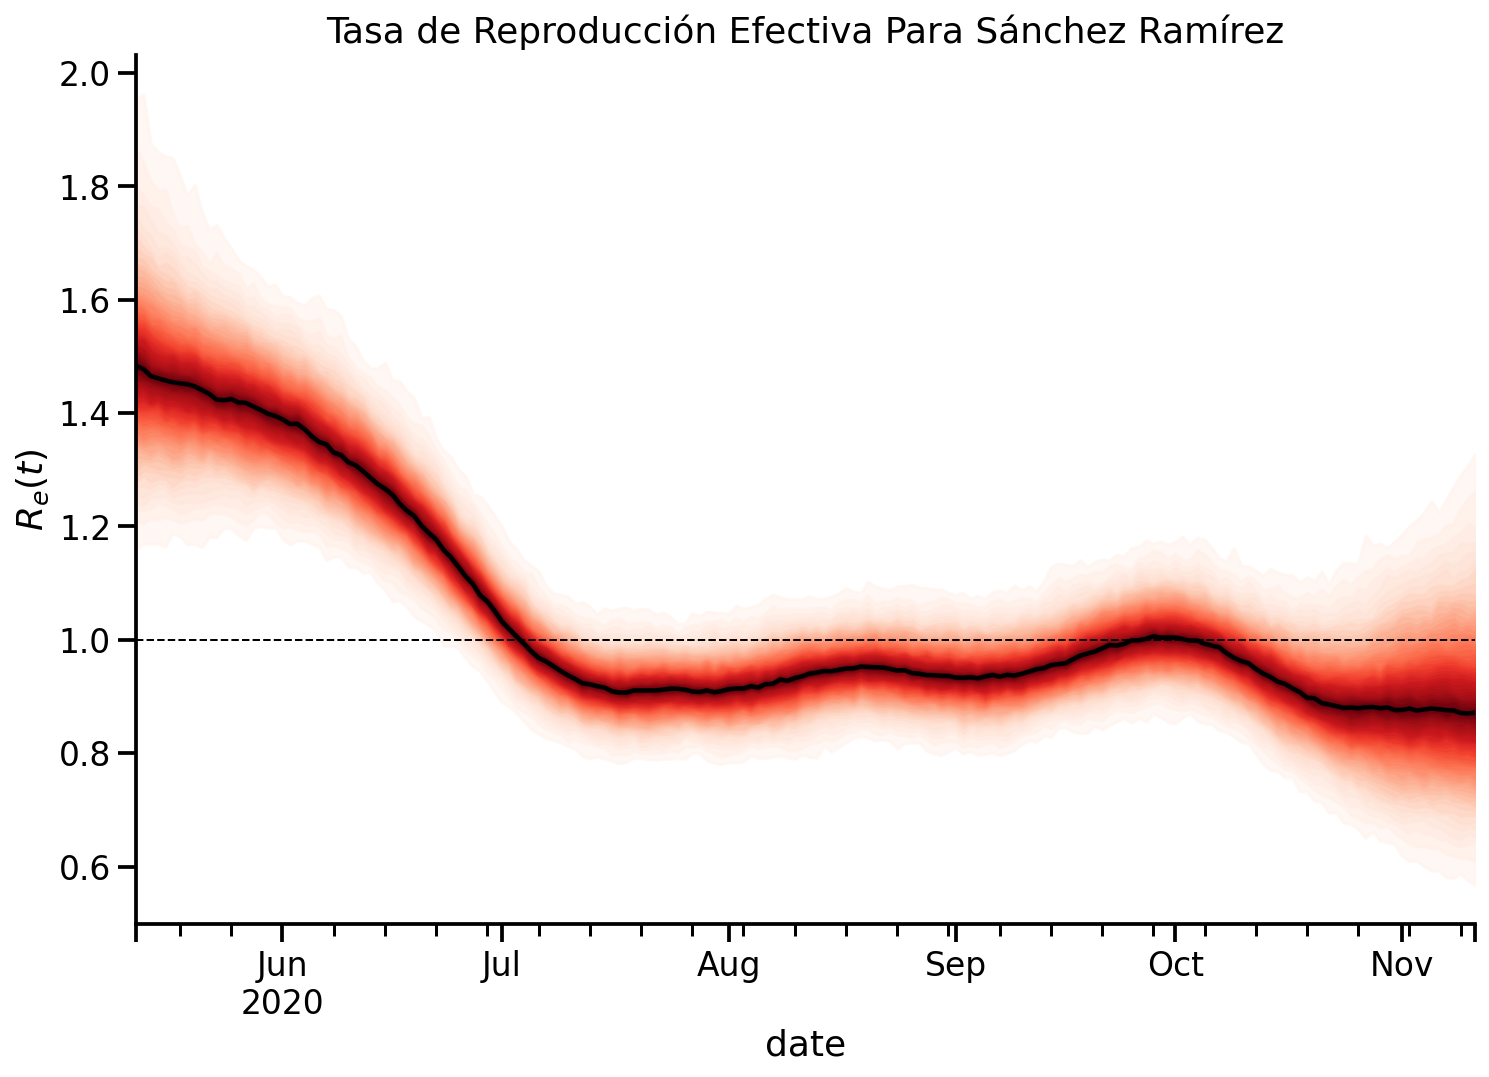 Tasa de Reproducción Efectiva Para Sánchez Ramírez
2.0
1.8
1.6
1.4
1.2
1.0
0.8
0.6
R_e(t)
Jun Jul Aug Sep Oct Nov
2020
date